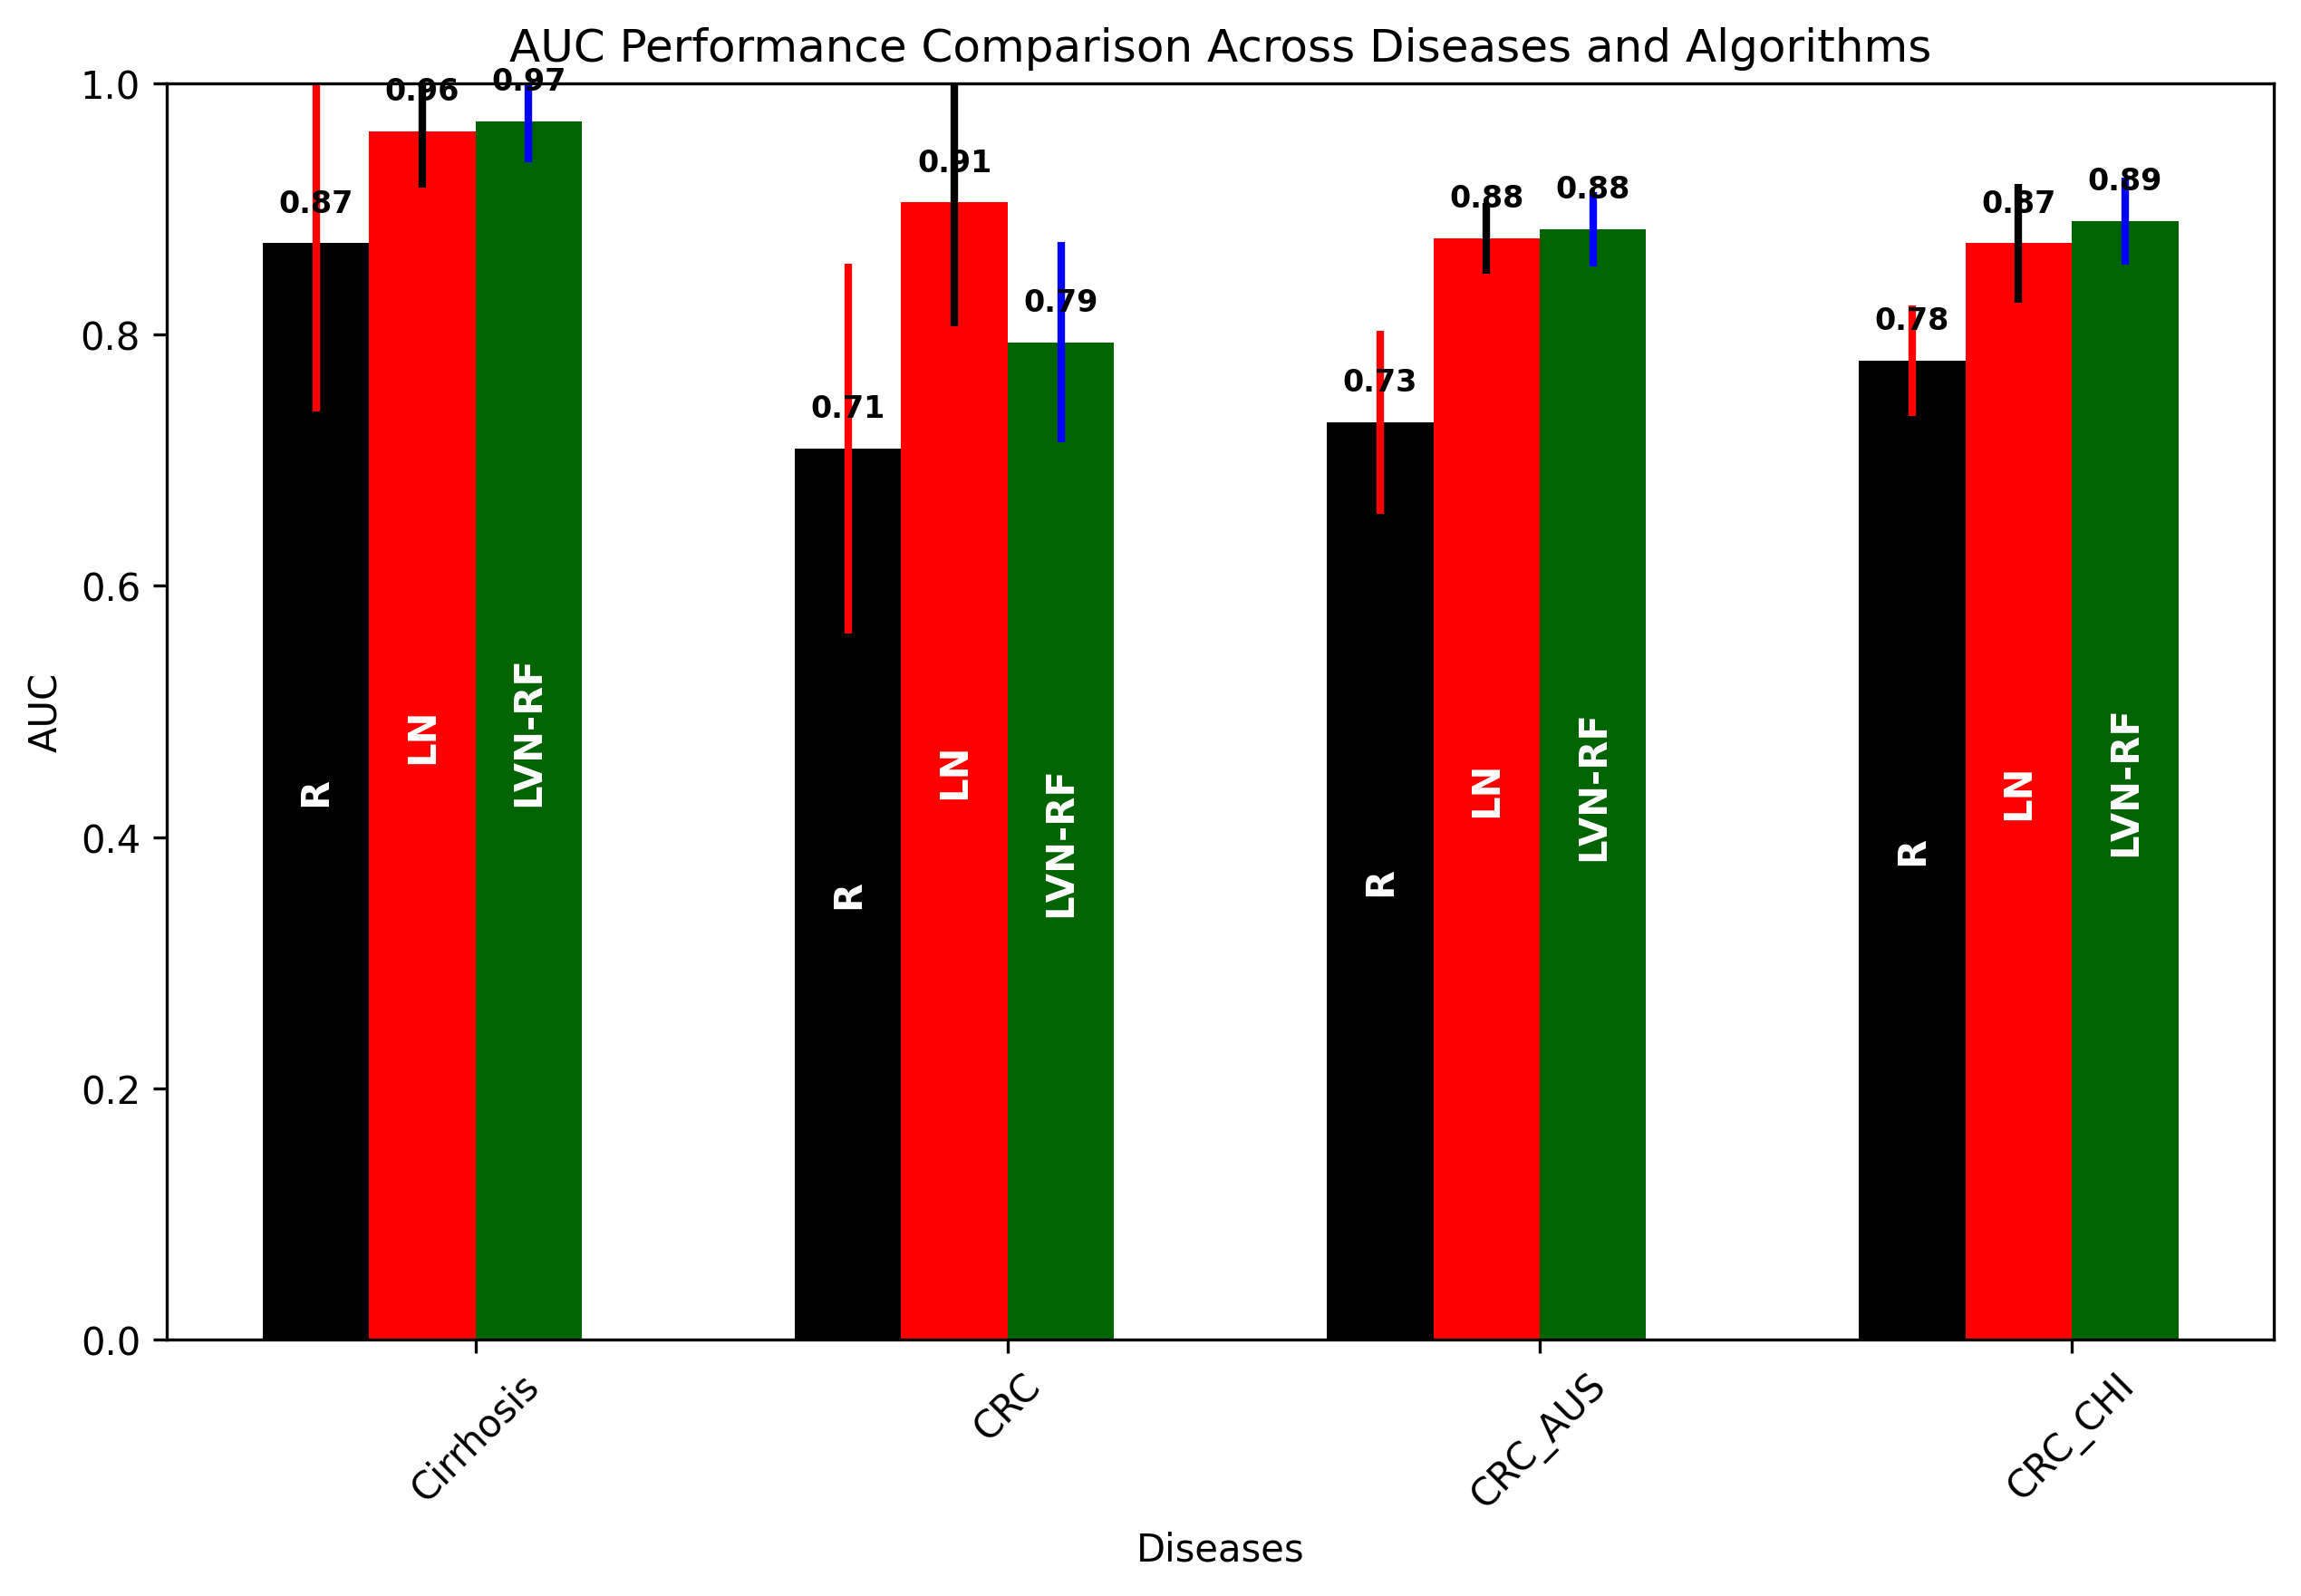 AUC Performance Comparison Across Diseases and Algorithms
AUC
1.0
0.8
0.6
0.4
0.2
0.0
0.87
0.96
0.97
0.71
0.91
0.79
0.73
0.88
0.88
0.78
0.87
0.89
R
LN
LVN-RF
R
LN
LVN-RF
R
LN
LVN-RF
R
LN
LVN-RF
Cirrhosis
CRC
CRC_AUS
CRC_CHI
Diseases